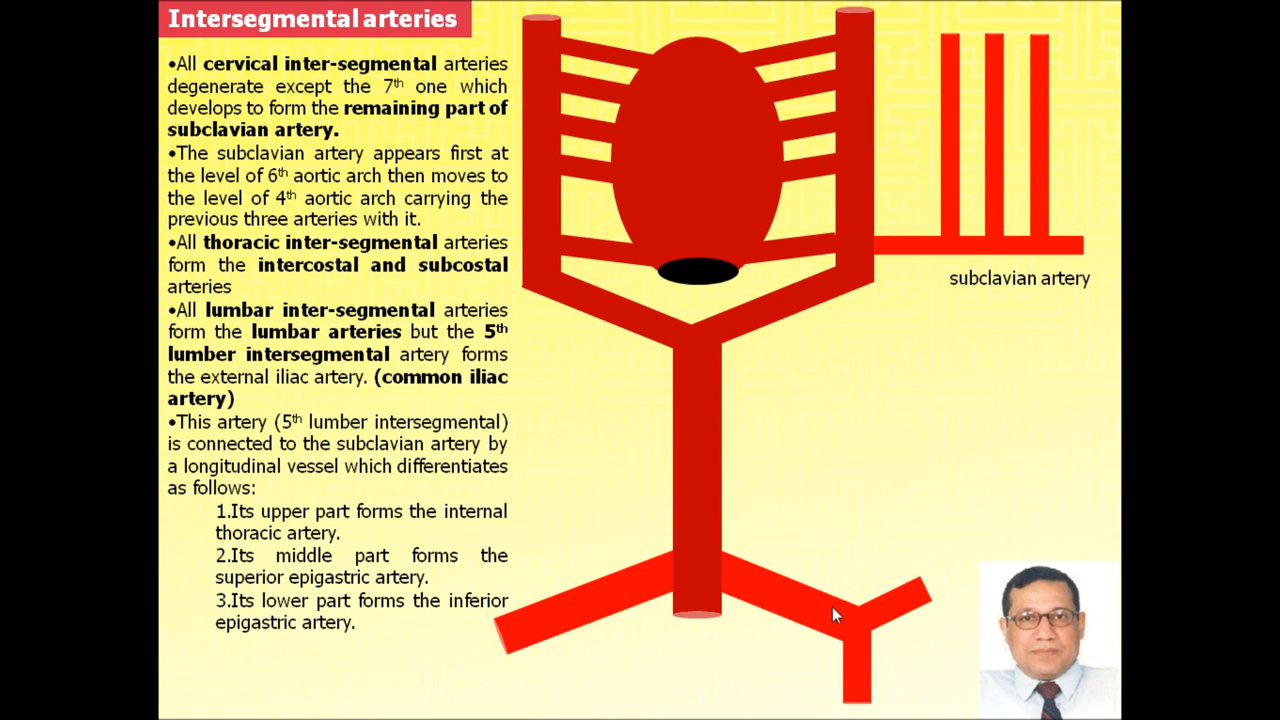 Intersegmental arteries
•All cervical inter-segmental arteries
degenerate except the 7th one which
develops to form the remaining part of
subclavian artery.
•The subclavian artery appears first at
the level of 6th aortic arch then moves to
the level of 4th aortic arch carrying the
previous three arteries with it.
•All thoracic inter-segmental arteries
form the intercostal and subcostal
arteries
•All lumbar inter-segmental arteries
form the lumbar arteries but the 5th
lumber intersegmental artery forms
the external iliac artery. (common iliac
artery)
•This artery (5th lumber intersegmental)
is connected to the subclavian artery by
a longitudinal vessel which differentiates
as follows:
1.Its upper part forms the internal
thoracic artery.
2.Its middle part forms the
superior epigastric artery.
3.Its lower part forms the inferior
epigastric artery.
subclavian artery